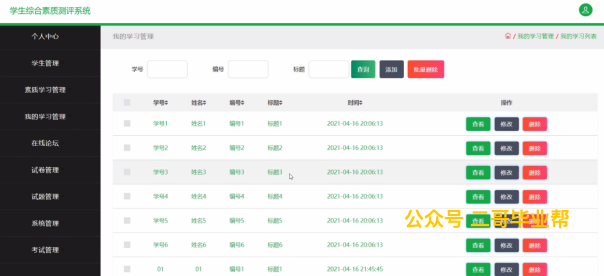 学生综合素质测评系统
个人中心
学生管理
素质学习管理
我的学习管理
在线论坛
试卷管理
试题管理
系统管理
考试管理
我的学习管理
/ 我的学习管理 / 我的学习列表
学号 编号 标题 查询 添加 批量删除
学号 姓名 编号 标题 时间 操作
学号1 姓名1 编号1 标题1 2021-04-16 20:06:13 查看 修改 删除
学号2 姓名2 编号2 标题2 2021-04-16 20:06:13 查看 修改 删除
学号3 姓名3 编号3 标题3 2021-04-16 20:06:13 查看 修改 删除
学号4 姓名4 编号4 标题4 2021-04-16 20:06:13 查看 修改 删除
学号5 姓名5 编号5 标题5 2021-04-16 20:06:13 查看 修改 删除
学号6 姓名6 编号6 标题6 2021-04-16 20:06:13 查看 修改 删除
01 01 编号1 标题1 2021-04-16 21:45:45 查看 修改 删除
公众号 二哥毕业帮